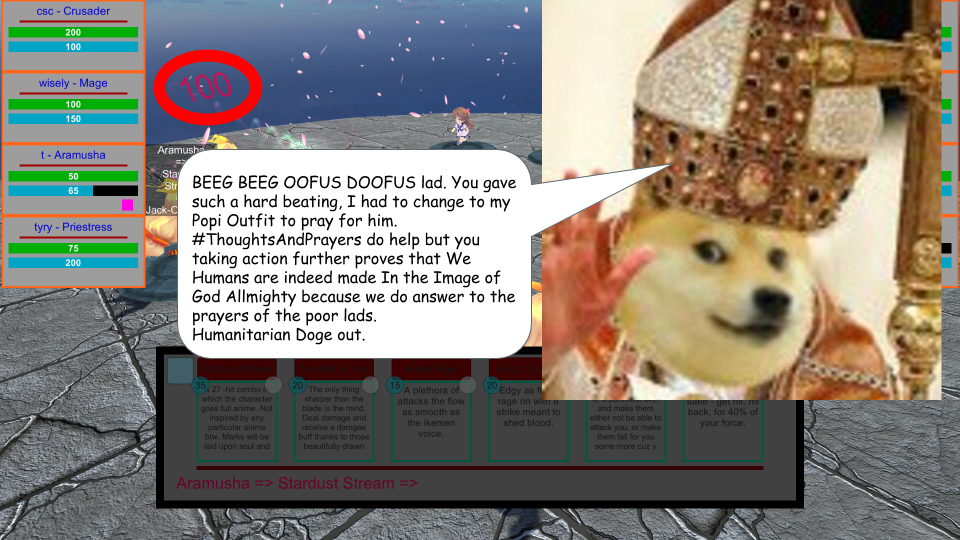 csc - Crusader
200
100
wisely - Mage
100
150
t - Aramusha
50
65
tyry - Priestress
75
200
100
Aramusha
=>
Jack-O
BEEG BEEG OOFUS DOOFUS lad. You gave
such a hard beating, I had to change to my
Popi Outfit to pray for him.
#ThoughtsAndPrayers do help but you
taking action further proves that We
Humans are indeed made In the Image of
God Allmighty because we do answer to the
prayers of the poor lads.
Humanitarian Doge out.
35
A 27 -hit combo in
which the character
goes full anime. Not
inspired by any
particular anime
btw. Marks will be
laid upon soul and
20
The only thing
sharper than the
blade is the mind.
Deal damage and
receive a damgae
buff thanks to those
beautifully drawn
15
A plethora of
attacks the flow
as smooth as
the ikemen
voice.
20
Edgy as
rage on with a
strike meant to
shed blood.
and make them
either not be able to
attack you, or make
them fall for you
some more cuz y
state - get hit, hit
back, for 40% of
your force.
Aramusha => Stardust Stream =>